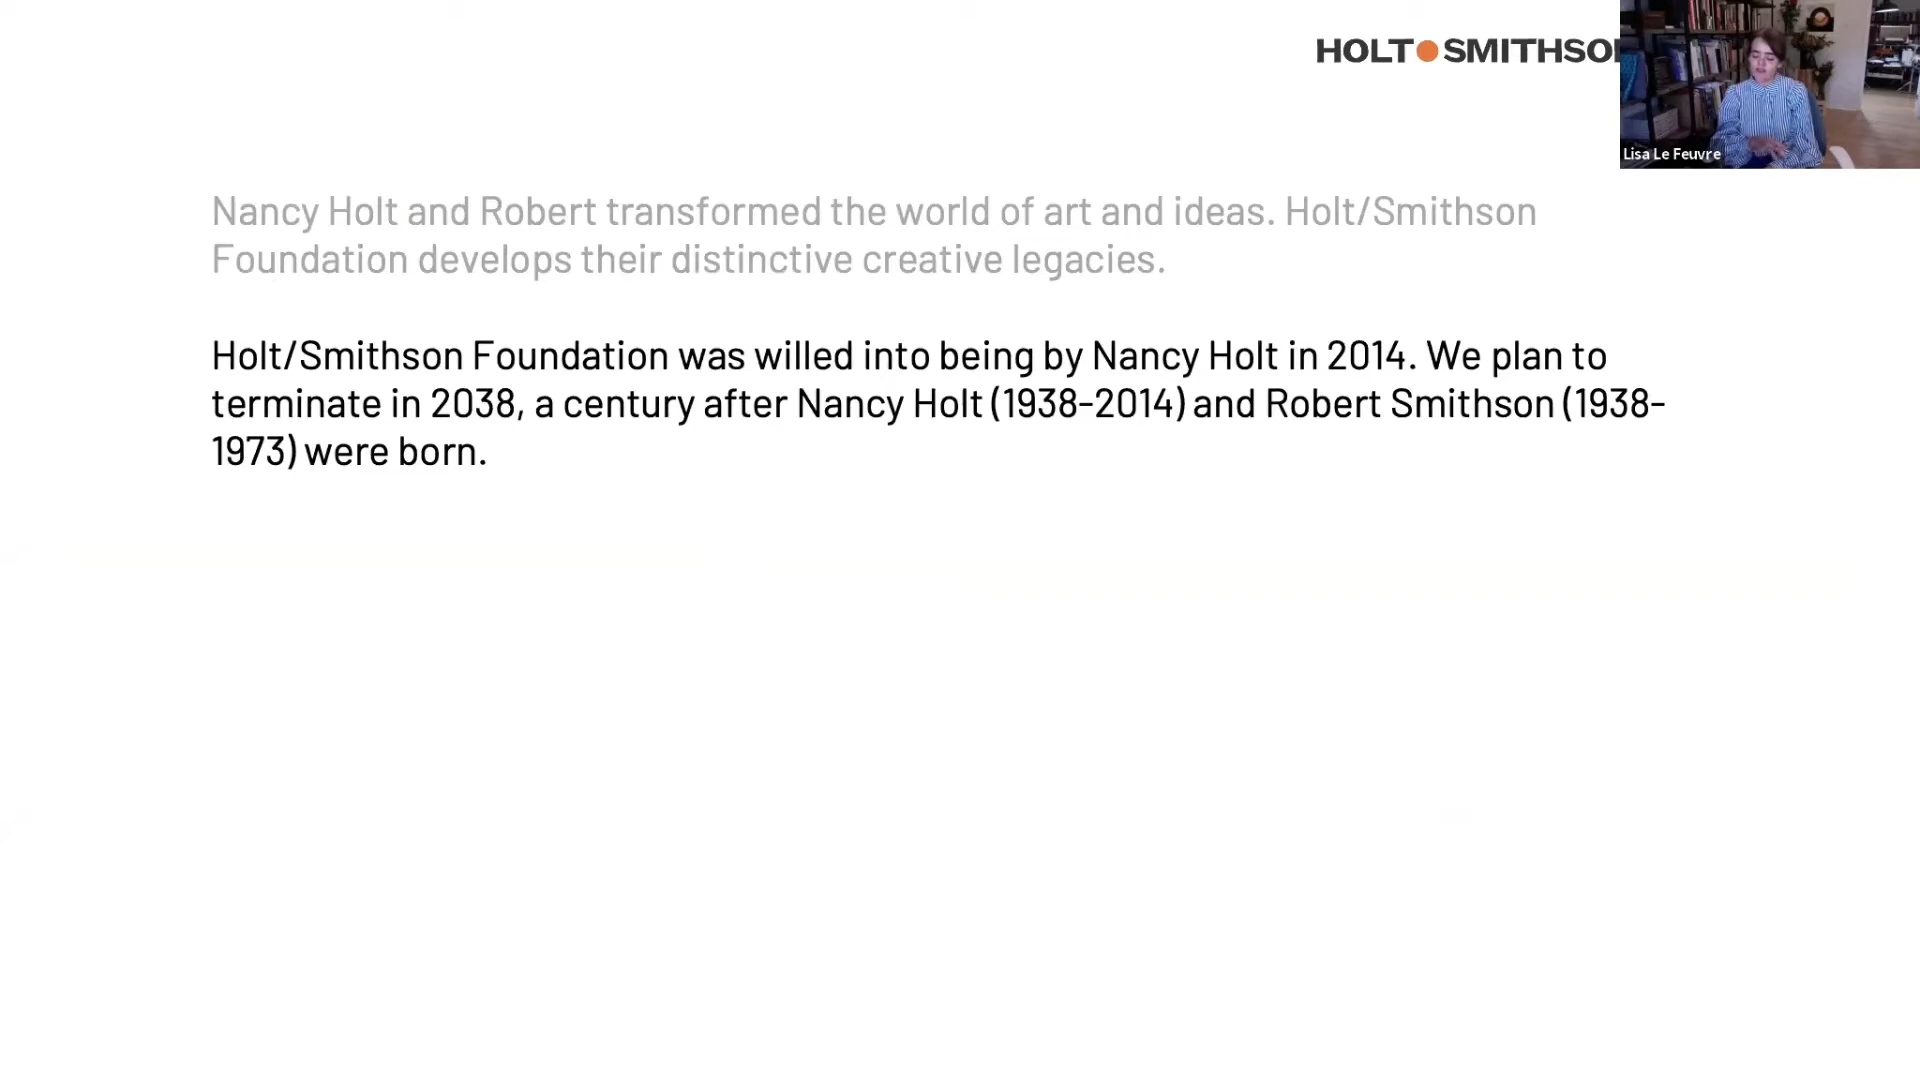 HOLT SMITHSO
Lisa Le Feuvre
Nancy Holt and Robert transformed the world of art and ideas. Holt/Smithson
Foundation develops their distinctive creative legacies.
Holt/Smithson Foundation was willed into being by Nancy Holt in 2014. We plan to
terminate in 2038, a century after Nancy Holt (1938-2014) and Robert Smithson (1938-
1973) were born.